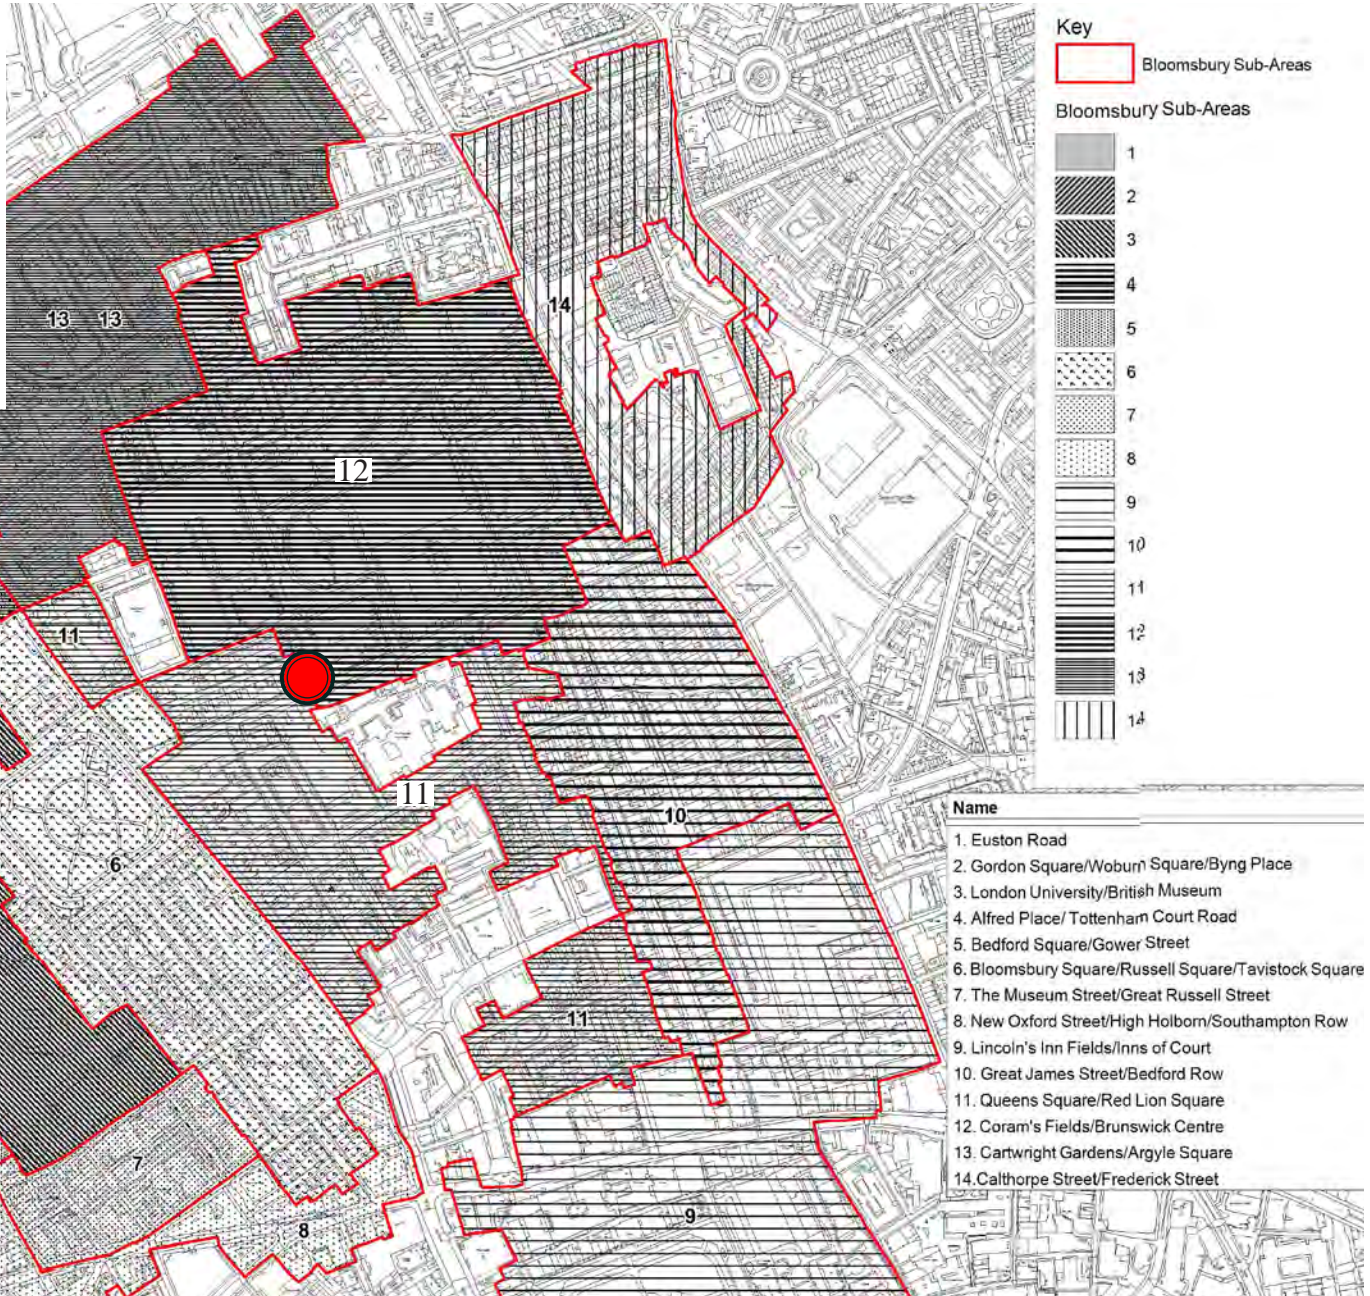 Key
Bloomsbury Sub-Areas
Bloomsbury Sub-Areas
1
2
3
4
5
6
7
8
9
10
11
12
13
14
13 13
14
12
11
11
10
6
11
7
8
9
Name
1. Euston Road
2. Gordon Square/Woburn Square/Byng Place
3. London University/British Museum
4. Alfred Place/ Tottenham Court Road
5. Bedford Square/Gower Street
6. Bloomsbury Square/Russell Square/Tavistock Square
7. The Museum Street/Great Russell Street
8. New Oxford Street/High Holborn/Southampton Row
9. Lincoln's Inn Fields/Inns of Court
10. Great James Street/Bedford Row
11. Queens Square/Red Lion Square
12. Coram's Fields/Brunswick Centre
13. Cartwright Gardens/Argyle Square
14.Calthorpe Street/Frederick Street